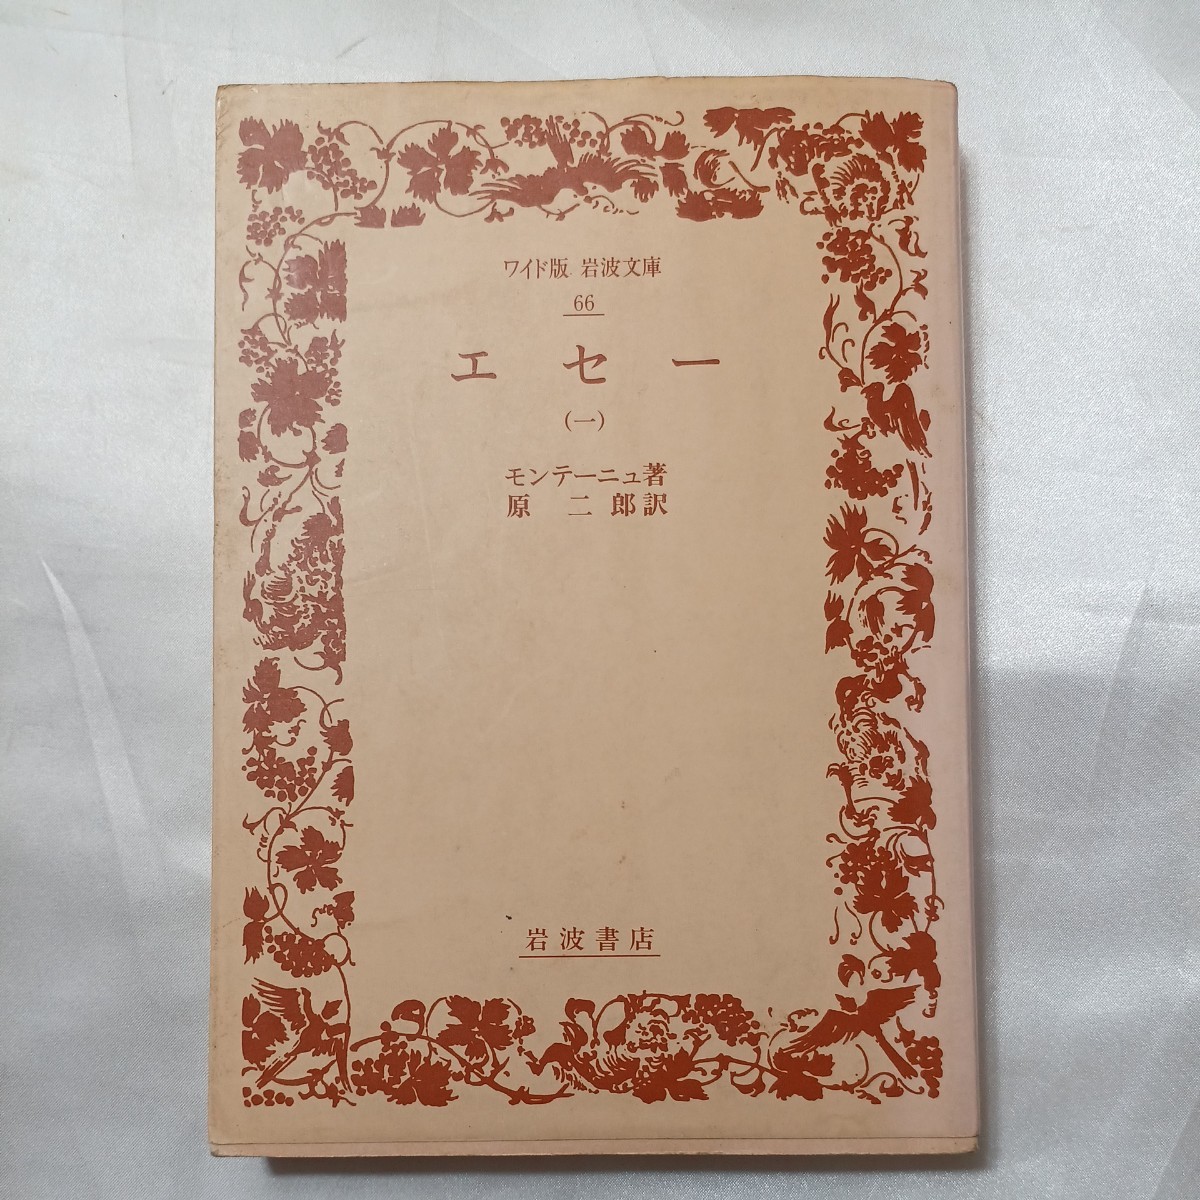 ワイド版 岩波文庫
66
エセー
(一)
モンテーニュ著
原 二郎訳
岩波書店